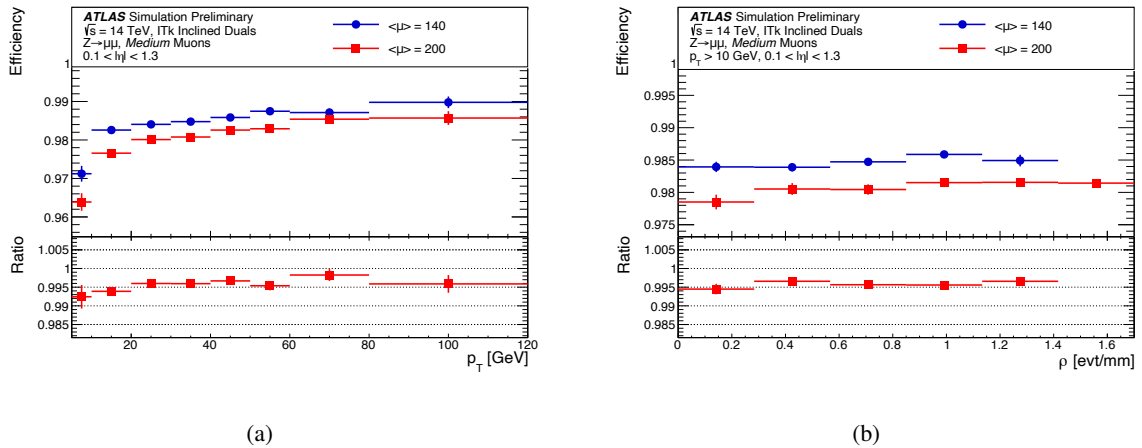 ATLAS Simulation Preliminary
√s = 14 TeV, ITk Inclined Duals
Z→μμ, Medium Muons
0.1 < |η| < 1.3
<μ> = 140
<μ> = 200
Efficiency
1
0.99
0.98
0.97
0.96
Ratio
1.005
1
0.995
0.99
0.985
20 40 60 80 100 120
p_T [GeV]
(a)
ATLAS Simulation Preliminary
√s = 14 TeV, ITk Inclined Duals
Z→μμ, Medium Muons
p_T > 10 GeV, 0.1 < |η| < 1.3
<μ> = 140
<μ> = 200
Efficiency
1
0.995
0.99
0.985
0.98
0.975
Ratio
1.005
1
0.995
0.99
0.985
0 0.2 0.4 0.6 0.8 1 1.2 1.4 1.6
ρ [evt/mm]
(b)